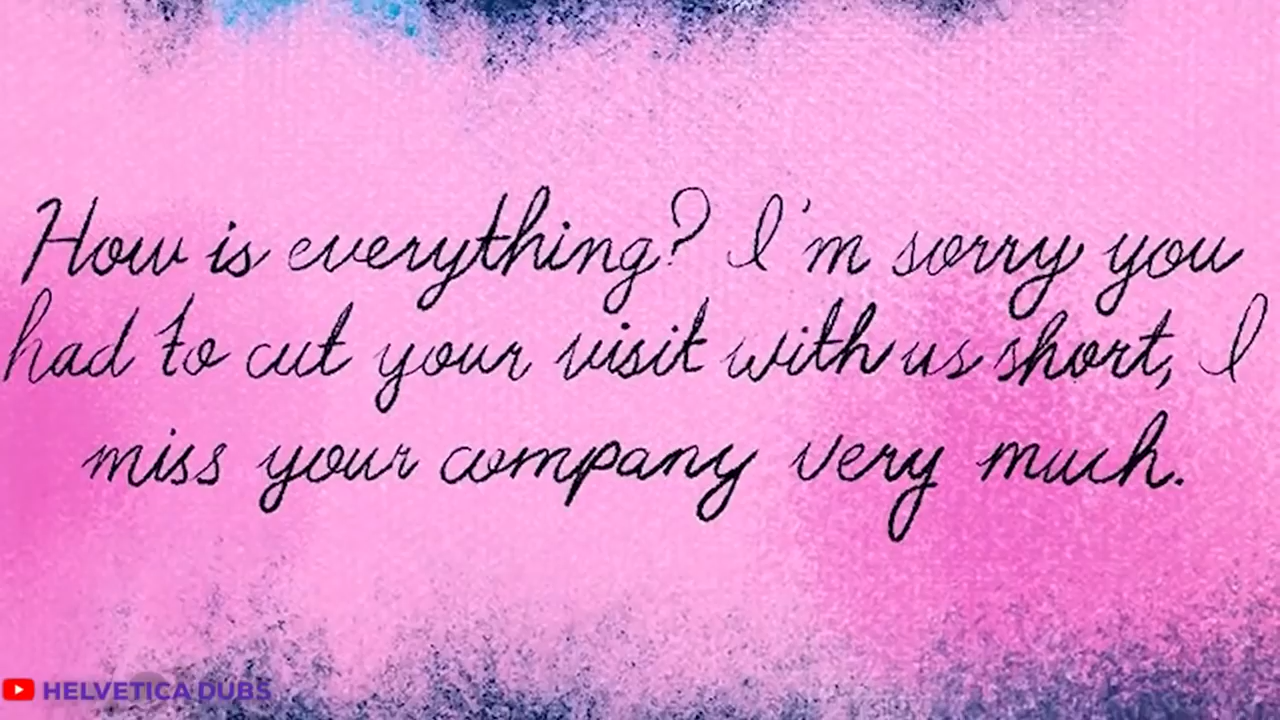 How is everything? I'm sorry you
had to cut your visit with us short, I
miss your company very much.
HELVETICA DUBS